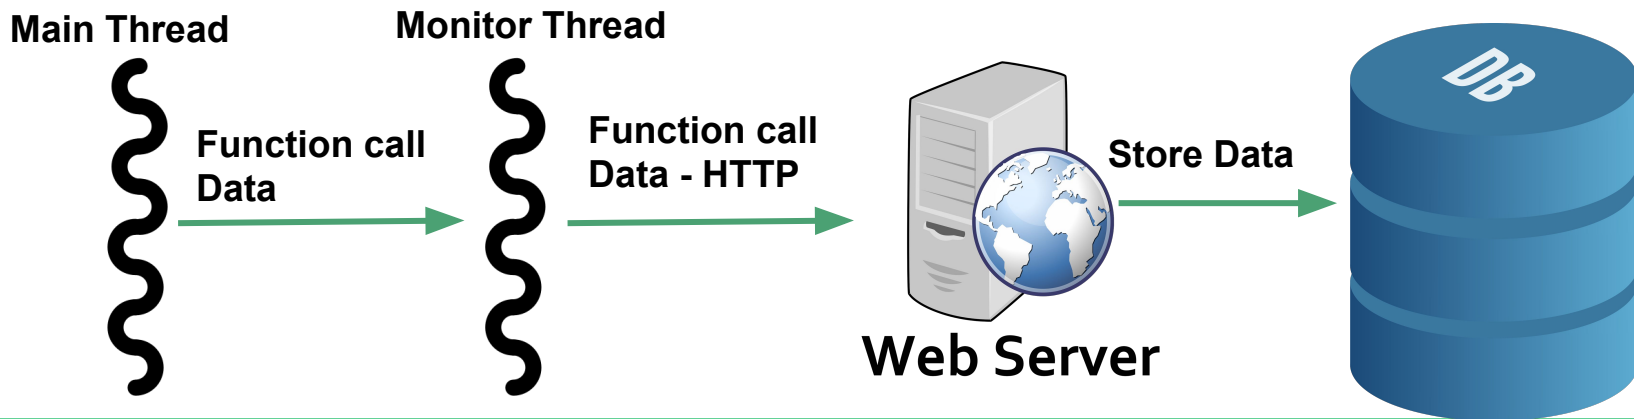 Main Thread
Monitor Thread
Function call
Data
Function call
Data - HTTP
Store Data
DB
Web Server